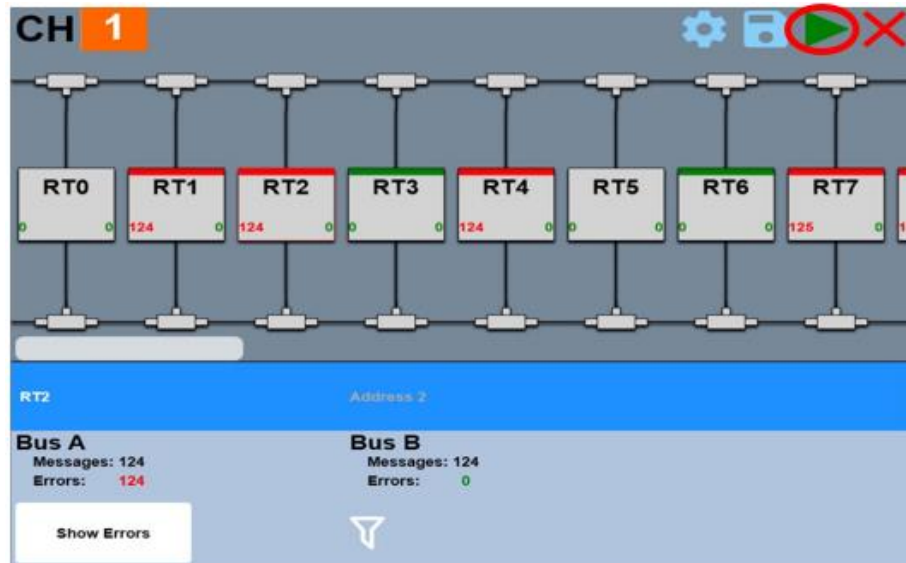 CH 1
RT0 RT1 RT2 RT3 RT4 RT5 RT6 RT7
0 0 124 0 124 0 0 0 124 0 0 0 0 0 125 0 1
RT2 Address 2
Bus A Bus B
Messages: 124 Messages: 124
Errors: 124 Errors: 0
Show Errors